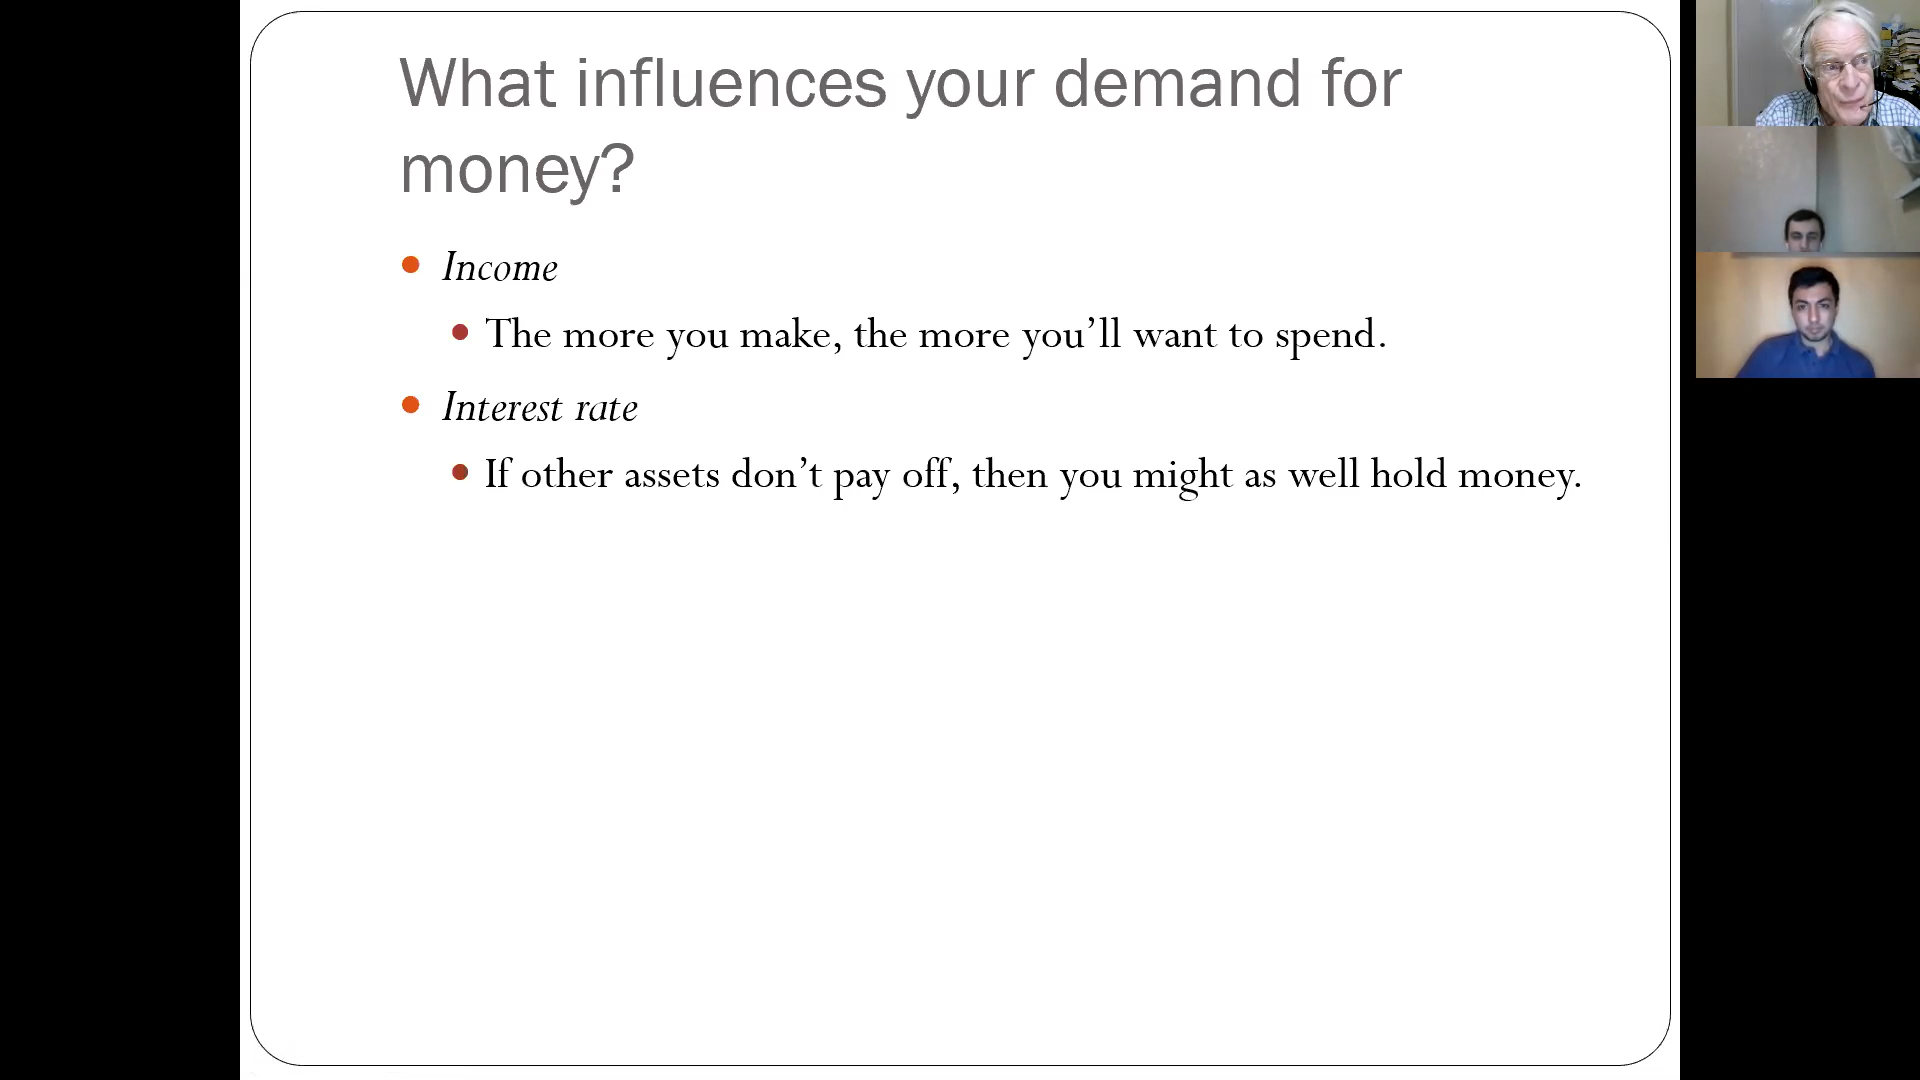 What influences your demand for
money?
Income
The more you make, the more you’ll want to spend.
Interest rate
If other assets don’t pay off, then you might as well hold money.